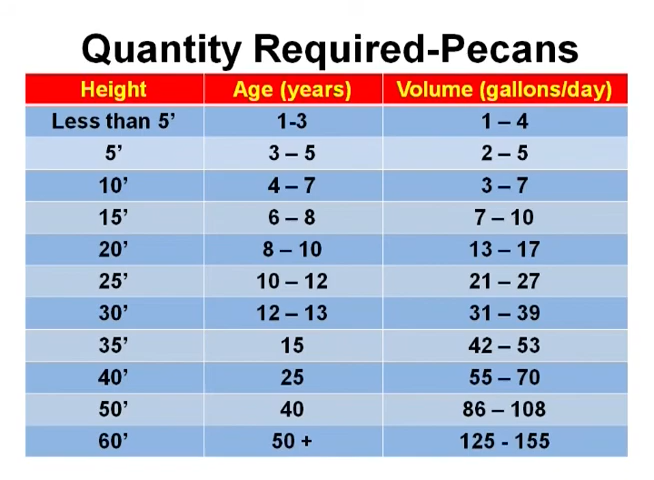 Quantity Required-Pecans
Height Age (years) Volume (gallons/day)
Less than 5’ 1-3 1 – 4
5’ 3 – 5 2 – 5
10’ 4 – 7 3 – 7
15’ 6 – 8 7 – 10
20’ 8 – 10 13 – 17
25’ 10 – 12 21 – 27
30’ 12 – 13 31 – 39
35’ 15 42 – 53
40’ 25 55 – 70
50’ 40 86 – 108
60’ 50 + 125 - 155